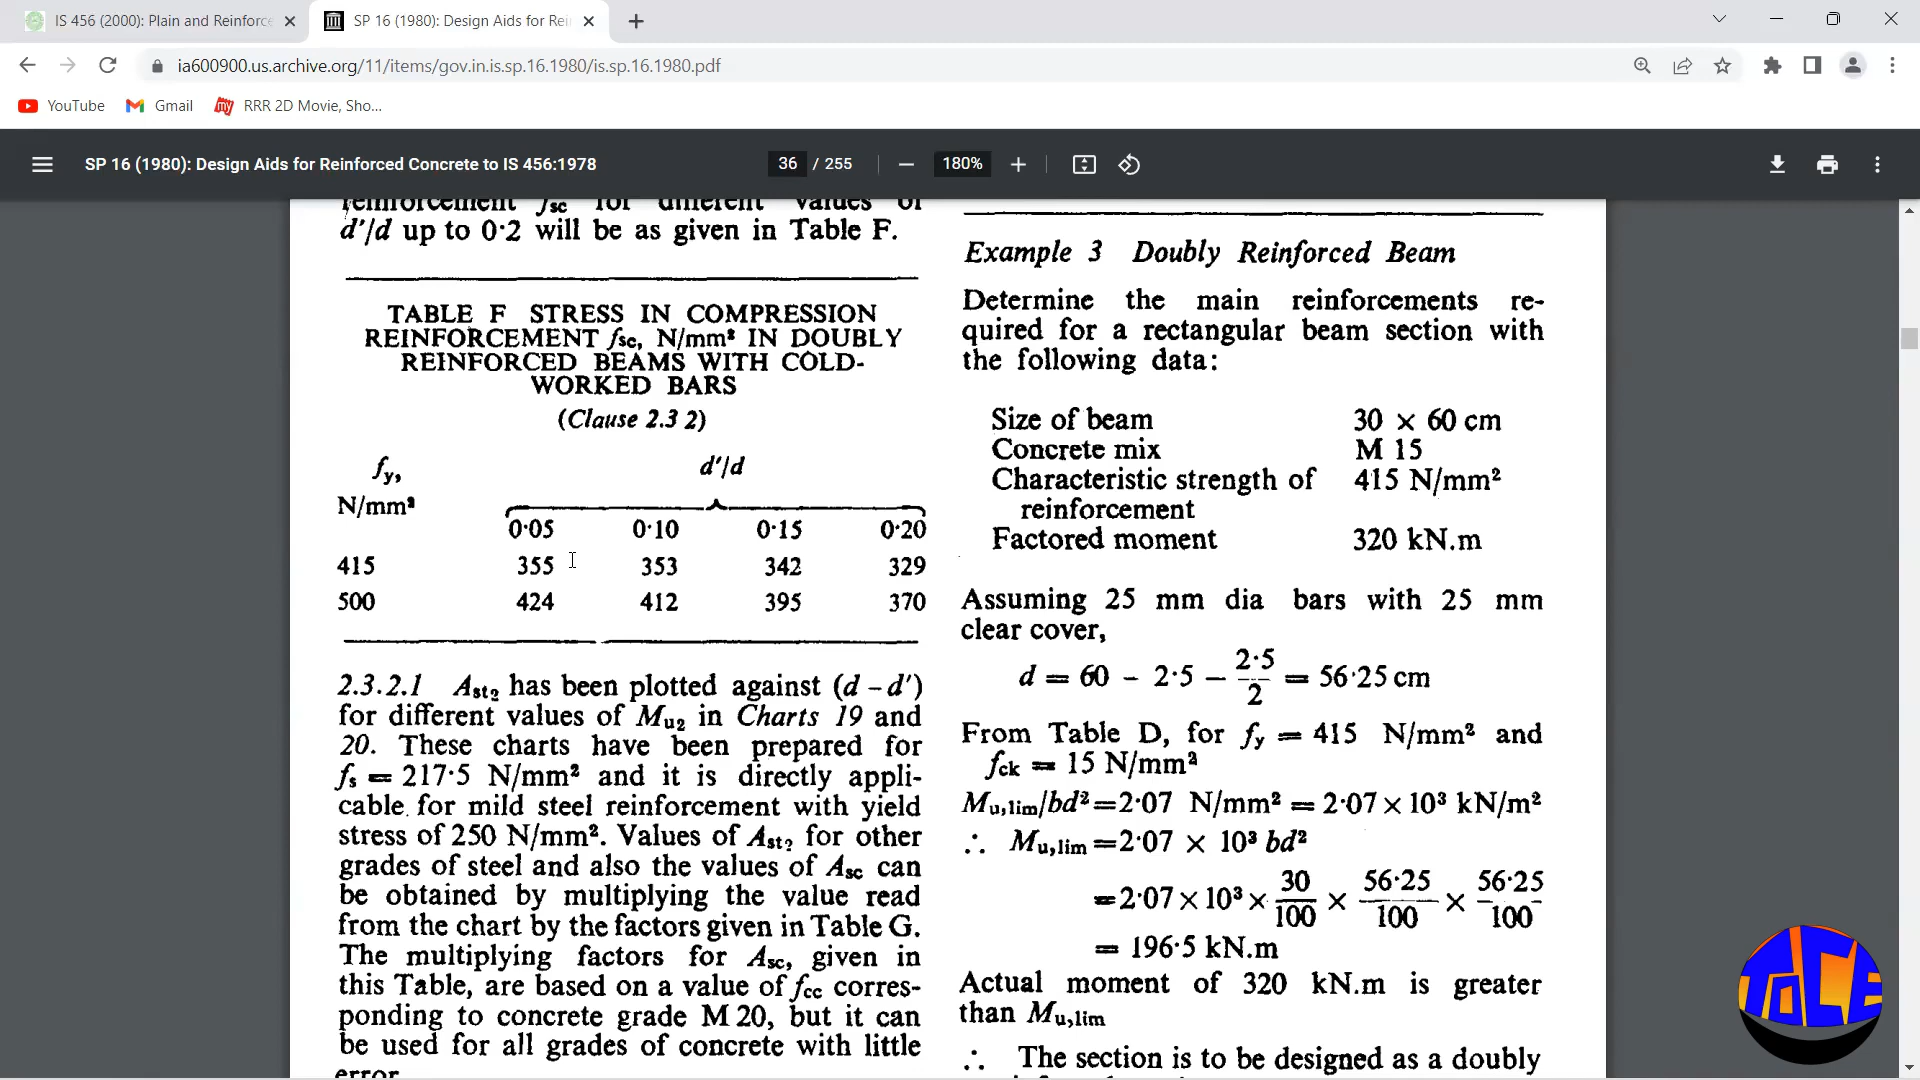 IS 456 (2000): Plain and Reinforce
SP 16 (1980): Design Aids for Rei
ia600900.us.archive.org/11/items/gov.in.is.sp.16.1980/is.sp.16.1980.pdf
YouTube
Gmail
RRR 2D Movie, Sho...
SP 16 (1980): Design Aids for Reinforced Concrete to IS 456:1978
36 / 255
180%
reinforcement fsc for different values of
d'/d up to 0·2 will be as given in Table F.
TABLE F STRESS IN COMPRESSION
REINFORCEMENT fsc, N/mm² IN DOUBLY
REINFORCED BEAMS WITH COLD-
WORKED BARS
(Clause 2.3 2)
fy, d'/d
N/mm²
0·05 0·10 0·15 0·20
415 355 353 342 329
500 424 412 395 370
2.3.2.1 Ast₂ has been plotted against (d – d')
for different values of Mu₂ in Charts 19 and
20. These charts have been prepared for
fs = 217·5 N/mm² and it is directly appli-
cable for mild steel reinforcement with yield
stress of 250 N/mm². Values of Ast₂ for other
grades of steel and also the values of Asc can
be obtained by multiplying the value read
from the chart by the factors given in Table G.
The multiplying factors for Asc, given in
this Table, are based on a value of fcc corres-
ponding to concrete grade M 20, but it can
be used for all grades of concrete with little
error.
Example 3 Doubly Reinforced Beam
Determine the main reinforcements re-
quired for a rectangular beam section with
the following data:
Size of beam 30 × 60 cm
Concrete mix M 15
Characteristic strength of 415 N/mm²
reinforcement
Factored moment 320 kN.m
Assuming 25 mm dia bars with 25 mm
clear cover,
d = 60 – 2·5 – 2·5/2 = 56·25 cm
From Table D, for fy = 415 N/mm² and
fck = 15 N/mm²
Mu,lim/bd²=2·07 N/mm² = 2·07 × 10³ kN/m²
∴ Mu,lim =2·07 × 10³ bd²
=2·07 × 10³ × 30/100 × 56·25/100 × 56·25/100
= 196·5 kN.m
Actual moment of 320 kN.m is greater
than Mu,lim
∴ The section is to be designed as a doubly